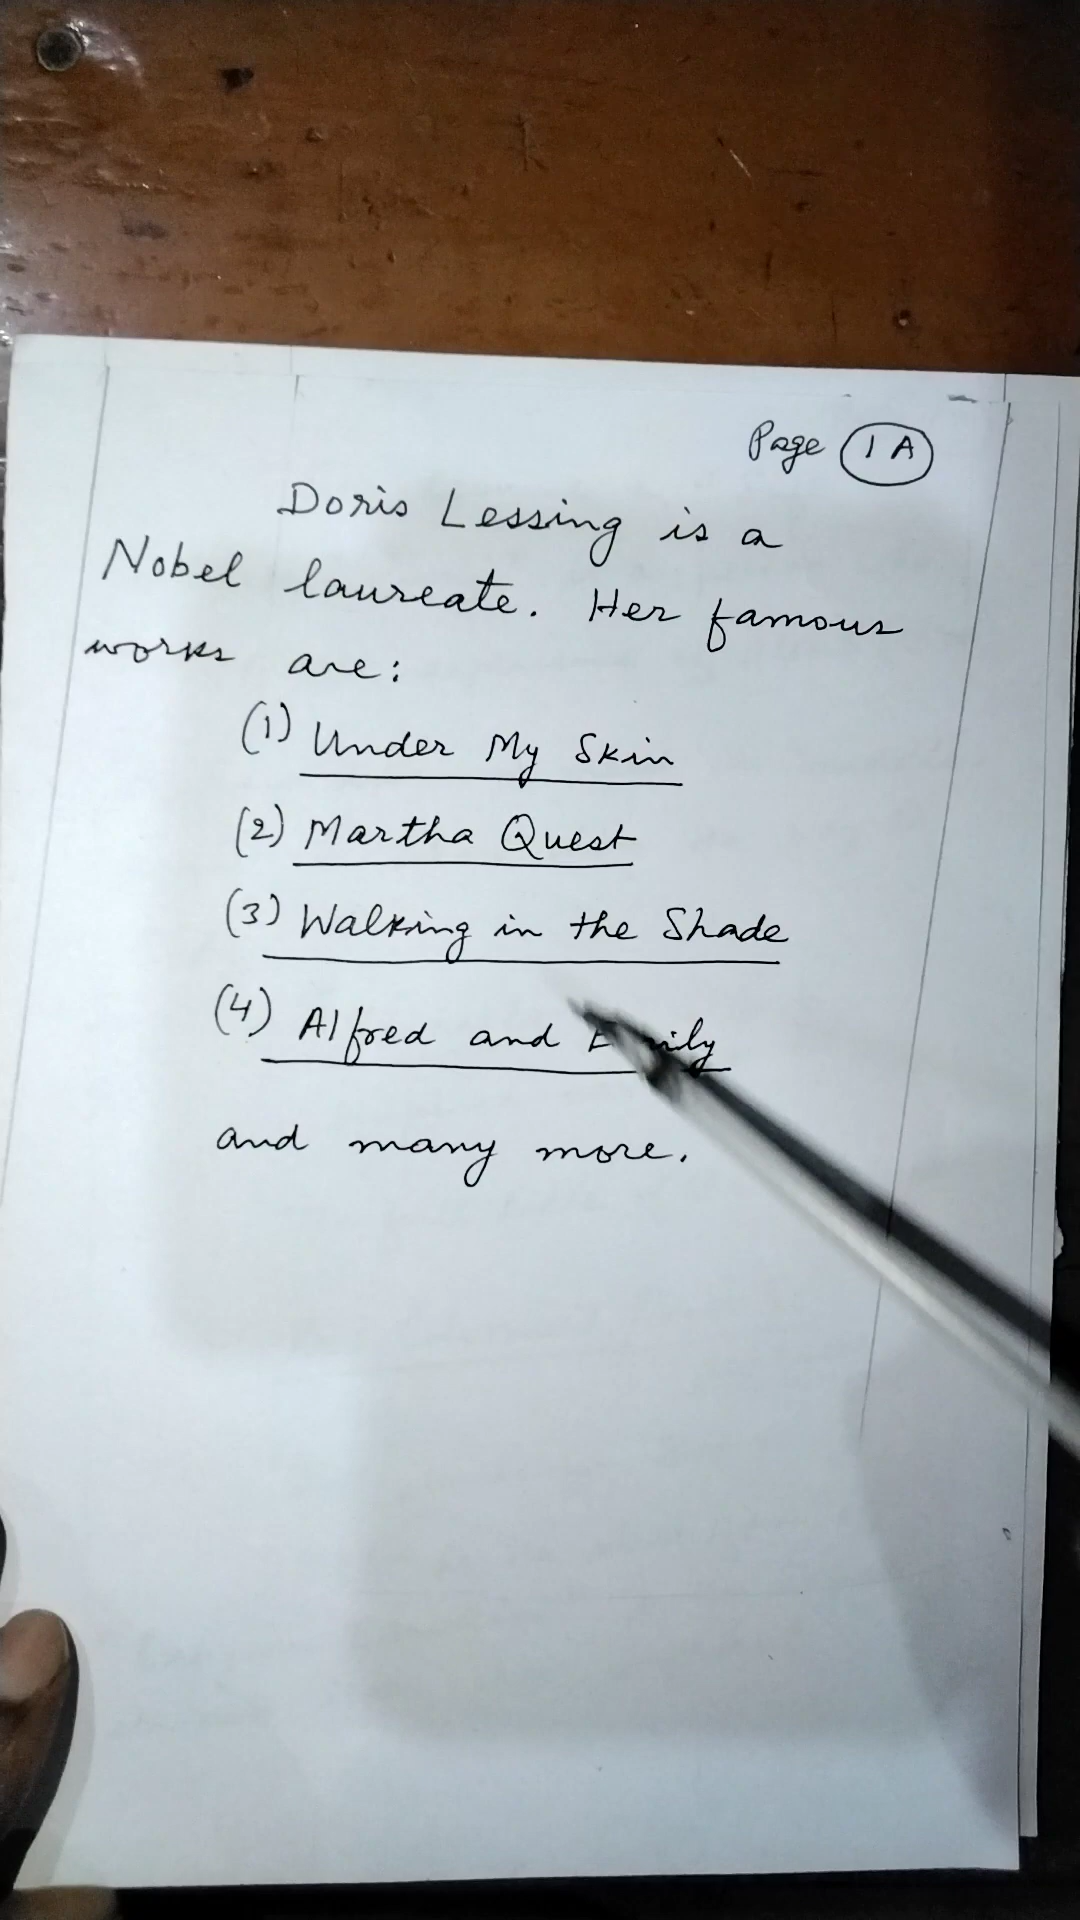 Page 1A
Doris Lessing is a
Nobel laureate. Her famous
works are:
(1) Under My Skin
(2) Martha Quest
(3) Walking in the Shade
(4) Alfred and Emily
and many more.